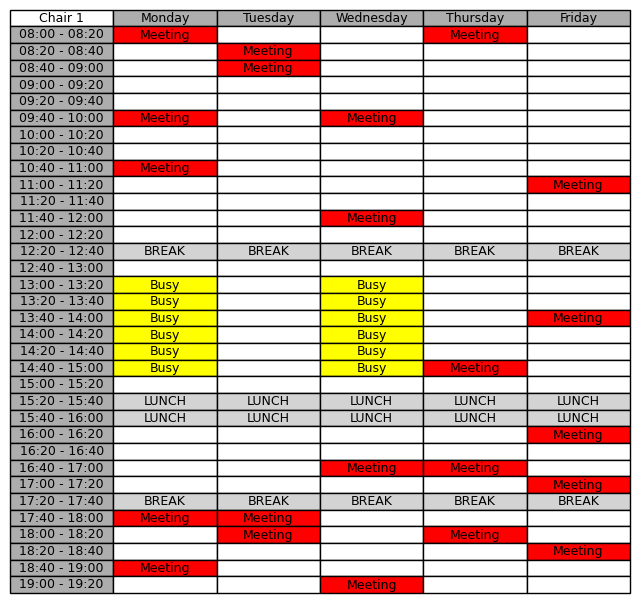 Chair 1 Monday Tuesday Wednesday Thursday Friday
08:00 - 08:20 Meeting Meeting
08:20 - 08:40 Meeting
08:40 - 09:00 Meeting
09:00 - 09:20
09:20 - 09:40
09:40 - 10:00 Meeting Meeting
10:00 - 10:20
10:20 - 10:40
10:40 - 11:00 Meeting
11:00 - 11:20 Meeting
11:20 - 11:40
11:40 - 12:00 Meeting
12:00 - 12:20
12:20 - 12:40 BREAK BREAK BREAK BREAK BREAK
12:40 - 13:00
13:00 - 13:20 Busy Busy
13:20 - 13:40 Busy Busy
13:40 - 14:00 Busy Busy Meeting
14:00 - 14:20 Busy Busy
14:20 - 14:40 Busy Busy
14:40 - 15:00 Busy Busy Meeting
15:00 - 15:20
15:20 - 15:40 LUNCH LUNCH LUNCH LUNCH LUNCH
15:40 - 16:00 LUNCH LUNCH LUNCH LUNCH LUNCH
16:00 - 16:20 Meeting
16:20 - 16:40
16:40 - 17:00 Meeting Meeting
17:00 - 17:20 Meeting
17:20 - 17:40 BREAK BREAK BREAK BREAK BREAK
17:40 - 18:00 Meeting Meeting
18:00 - 18:20 Meeting Meeting
18:20 - 18:40 Meeting
18:40 - 19:00 Meeting
19:00 - 19:20 Meeting